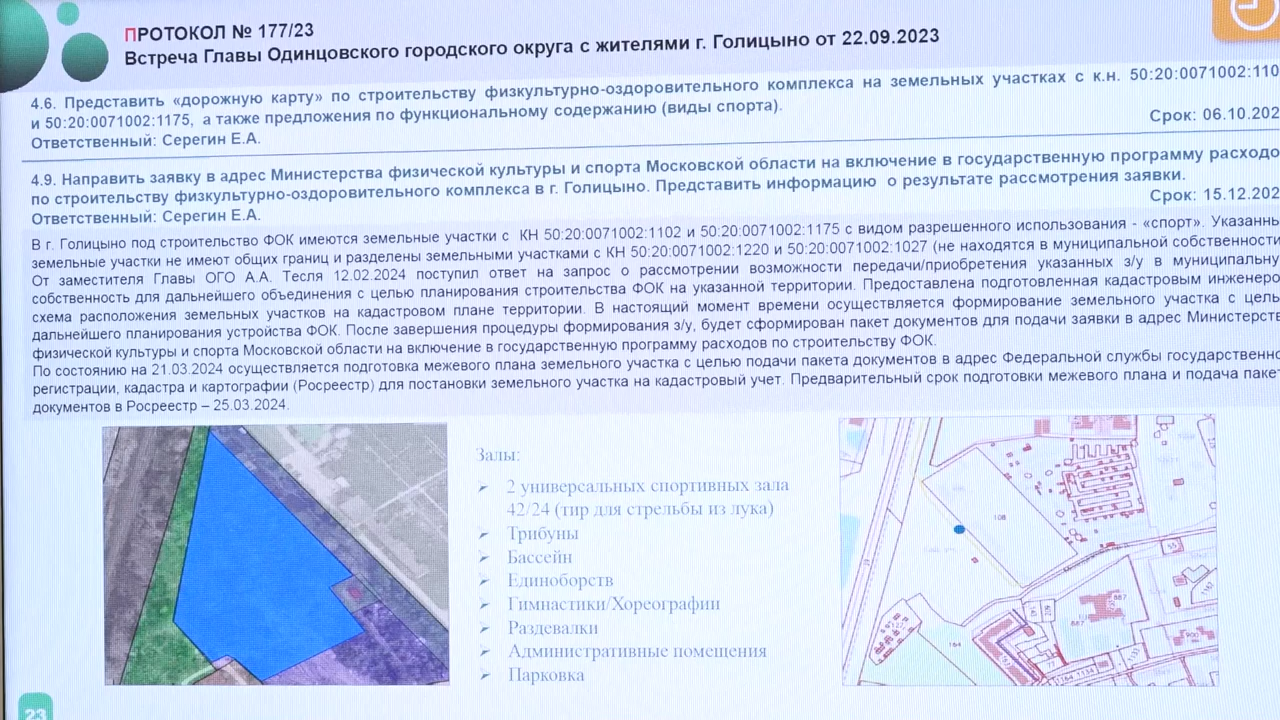 ПРОТОКОЛ № 177/23
Встреча Главы Одинцовского городского округа с жителями г. Голицыно от 22.09.2023
4.6. Представить «дорожную карту» по строительству физкультурно-оздоровительного комплекса на земельных участках с к.н. 50:20:0071002:110
и 50:20:0071002:1175, а также предложения по функциональному содержанию (виды спорта).
Срок: 06.10.202
Ответственный: Серегин Е.А.
4.9. Направить заявку в адрес Министерства физической культуры и спорта Московской области на включение в государственную программу расходо
по строительству физкультурно-оздоровительного комплекса в г. Голицыно. Представить информацию о результате рассмотрения заявки.
Срок: 15.12.202
Ответственный: Серегин Е.А.
В г. Голицыно под строительство ФОК имеются земельные участки с КН 50:20:0071002:1102 и 50:20:0071002:1175 с видом разрешенного использования - «спорт». Указаннь
земельные участки не имеют общих границ и разделены земельными участками с КН 50:20:0071002:1220 и 50:20:0071002:1027 (не находятся в муниципальной собственности
От заместителя Главы ОГО А.А. Тесля 12.02.2024 поступил ответ на запрос о рассмотрении возможности передачи/приобретения указанных з/у в муниципальну
собственность для дальнейшего объединения с целью планирования строительства ФОК на указанной территории. Предоставлена подготовленная кадастровым инженеро
схема расположения земельных участков на кадастровом плане территории. В настоящий момент времени осуществляется формирование земельного участка с цель
дальнейшего планирования устройства ФОК. После завершения процедуры формирования з/у, будет сформирован пакет документов для подачи заявки в адрес Министерств
физической культуры и спорта Московской области на включение в государственную программу расходов по строительству ФОК.
По состоянию на 21.03.2024 осуществляется подготовка межевого плана земельного участка с целью подачи пакета документов в адрес Федеральной службы государственно
регистрации, кадастра и картографии (Росреестр) для постановки земельного участка на кадастровый учет. Предварительный срок подготовки межевого плана и подача пакет
документов в Росреестр – 25.03.2024.
Залы:
2 универсальных спортивных зала
42/24 (тир для стрельбы из лука)
Трибуны
Бассейн
Единоборств
Гимнастики/Хореографии
Раздевалки
Административные помещения
Парковка
108
887
887
900
23